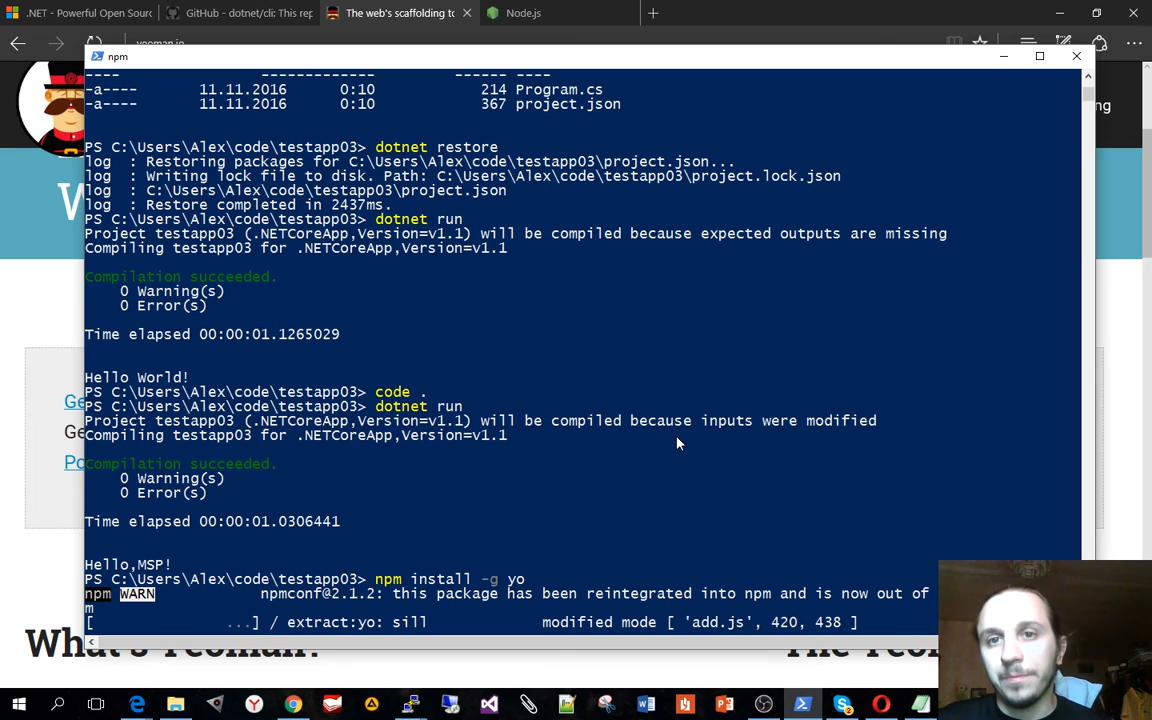 .NET - Powerful Open Sourc
GitHub - dotnet/cli: This rep
The web's scaffolding to
Node.js
yeoman.io
npm
---- ------------- ------ ----
-a---- 11.11.2016 0:10 214 Program.cs
-a---- 11.11.2016 0:10 367 project.json
PS C:\Users\Alex\code\testapp03> dotnet restore
log : Restoring packages for C:\Users\Alex\code\testapp03\project.json...
log : Writing lock file to disk. Path: C:\Users\Alex\code\testapp03\project.lock.json
log : C:\Users\Alex\code\testapp03\project.json
log : Restore completed in 2437ms.
PS C:\Users\Alex\code\testapp03> dotnet run
Project testapp03 (.NETCoreApp,Version=v1.1) will be compiled because expected outputs are missing
Compiling testapp03 for .NETCoreApp,Version=v1.1
Compilation succeeded.
0 Warning(s)
0 Error(s)
Time elapsed 00:00:01.1265029
Hello World!
PS C:\Users\Alex\code\testapp03> code .
PS C:\Users\Alex\code\testapp03> dotnet run
Project testapp03 (.NETCoreApp,Version=v1.1) will be compiled because inputs were modified
Compiling testapp03 for .NETCoreApp,Version=v1.1
Compilation succeeded.
0 Warning(s)
0 Error(s)
Time elapsed 00:00:01.0306441
Hello,MSP!
PS C:\Users\Alex\code\testapp03> npm install -g yo
npm WARN npmconf@2.1.2: this package has been reintegrated into npm and is now out of
m
[ ...] / extract:yo: sill modified mode [ 'add.js', 420, 438 ]
What's Yeoman?
The Yeo